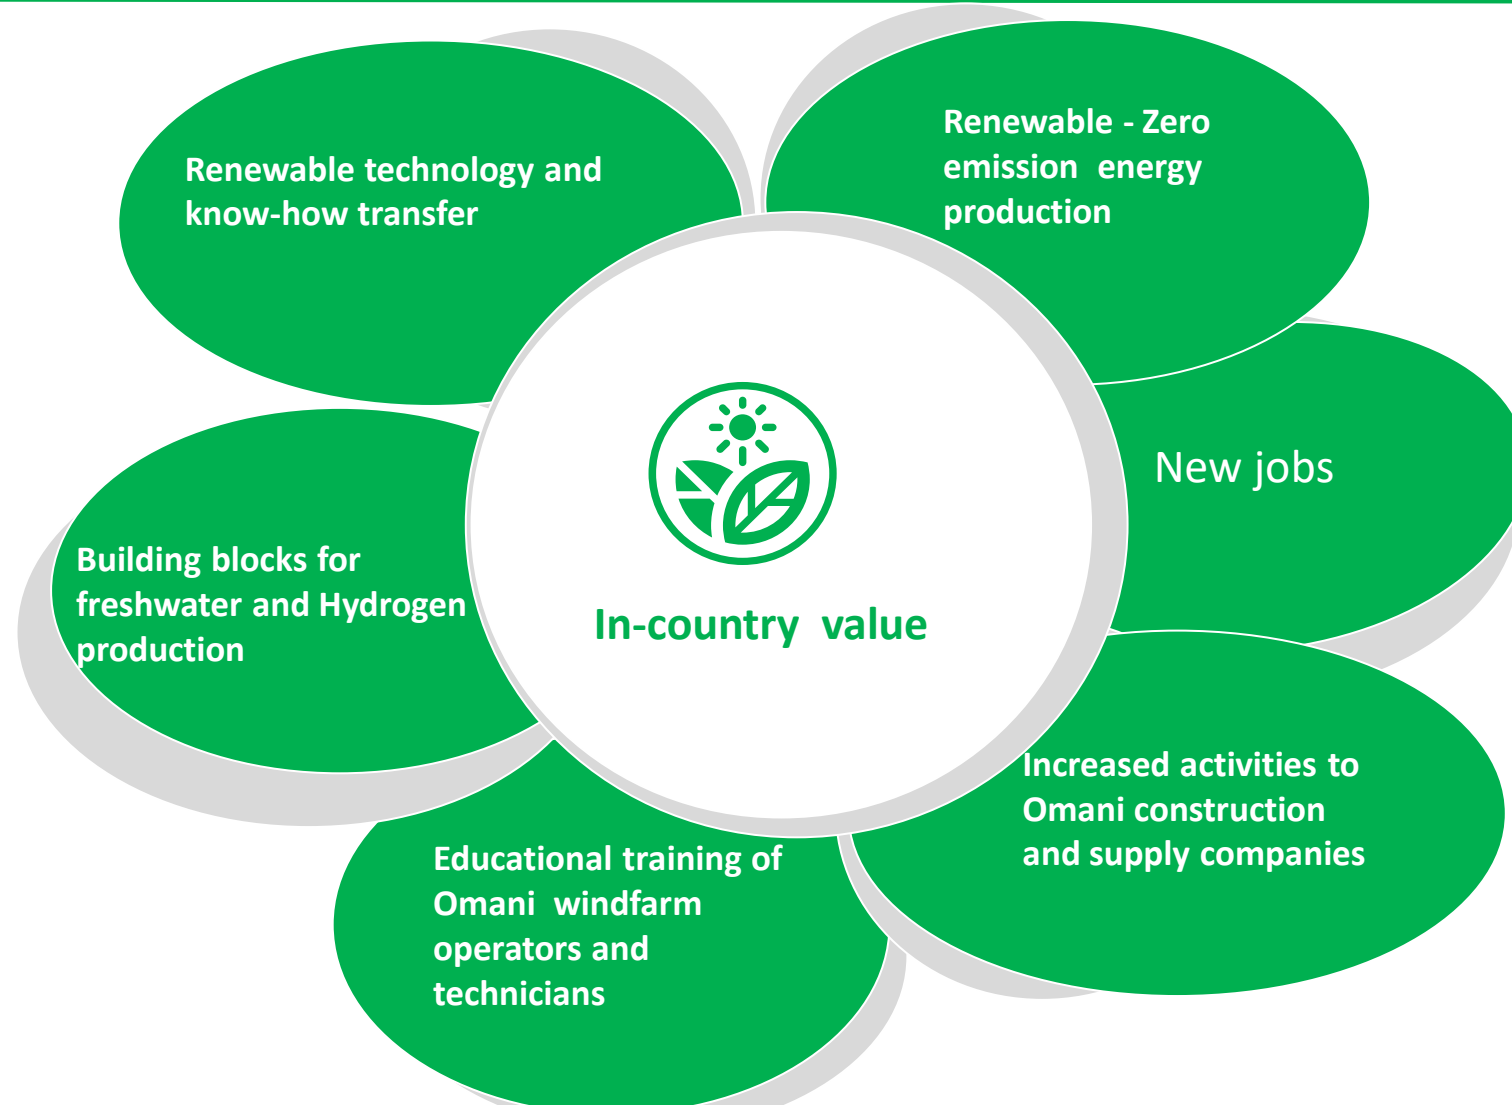 Renewable technology and
know-how transfer
Renewable - Zero
emission  energy
production
New jobs
Building blocks for
freshwater and Hydrogen
production
In-country  value
Increased activities to
Omani construction
and supply companies
Educational training of
Omani  windfarm
operators and
technicians